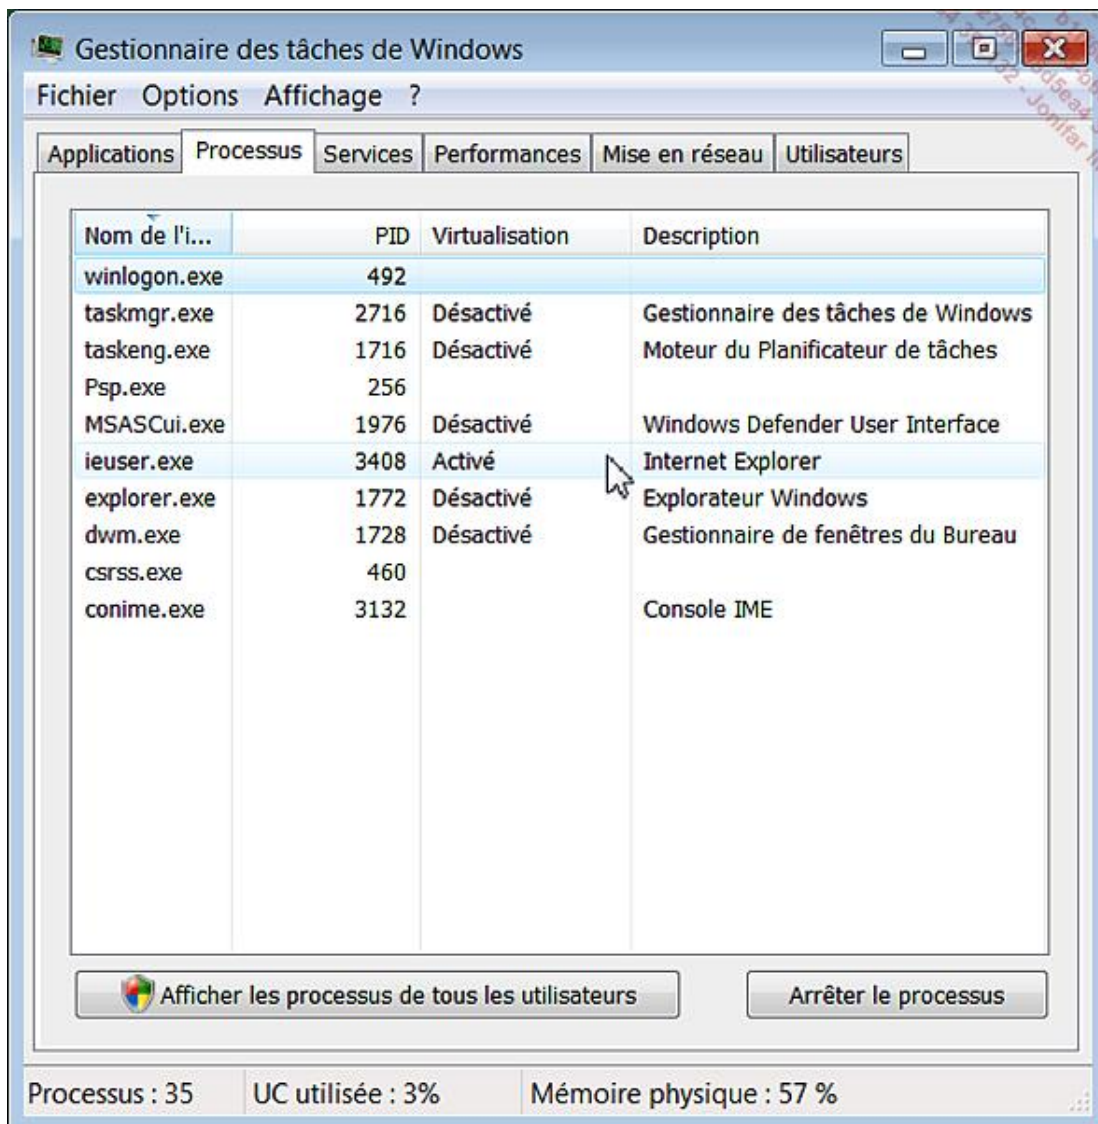 Gestionnaire des tâches de Windows
Fichier Options Affichage ?
Applications Processus Services Performances Mise en réseau Utilisateurs
Nom de l'i... PID Virtualisation Description
winlogon.exe 492
taskmgr.exe 2716 Désactivé Gestionnaire des tâches de Windows
taskeng.exe 1716 Désactivé Moteur du Planificateur de tâches
Psp.exe 256
MSASCui.exe 1976 Désactivé Windows Defender User Interface
ieuser.exe 3408 Activé Internet Explorer
explorer.exe 1772 Désactivé Explorateur Windows
dwm.exe 1728 Désactivé Gestionnaire de fenêtres du Bureau
csrss.exe 460
conime.exe 3132 Console IME
Afficher les processus de tous les utilisateurs Arrêter le processus
Processus : 35 UC utilisée : 3% Mémoire physique : 57 %